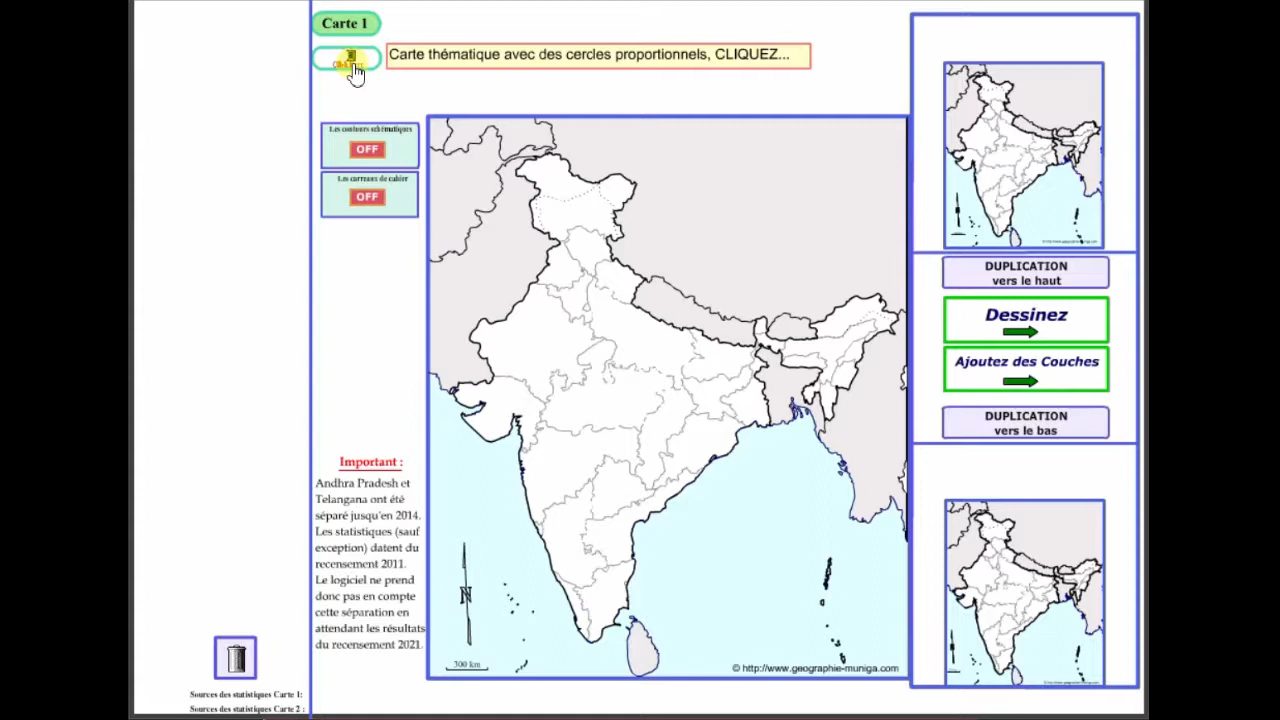 Carte 1
Carte thématique avec des cercles proportionnels, CLIQUEZ...
Les contours schématiques
OFF
Les carreaux de cahier
OFF
Important :
Andhra Pradesh et
Telangana ont été
séparé jusqu'en 2014.
Les statistiques (sauf
exception) datent du
recensement 2011.
Le logiciel ne prend
donc pas en compte
cette séparation en
attendant les résultats
du recensement 2021.
Sources des statistiques Carte 1:
Sources des statistiques Carte 2 :
N
300 km
© http://www.geographie-muniga.com
DUPLICATION
vers le haut
Dessinez
Ajoutez des Couches
DUPLICATION
vers le bas